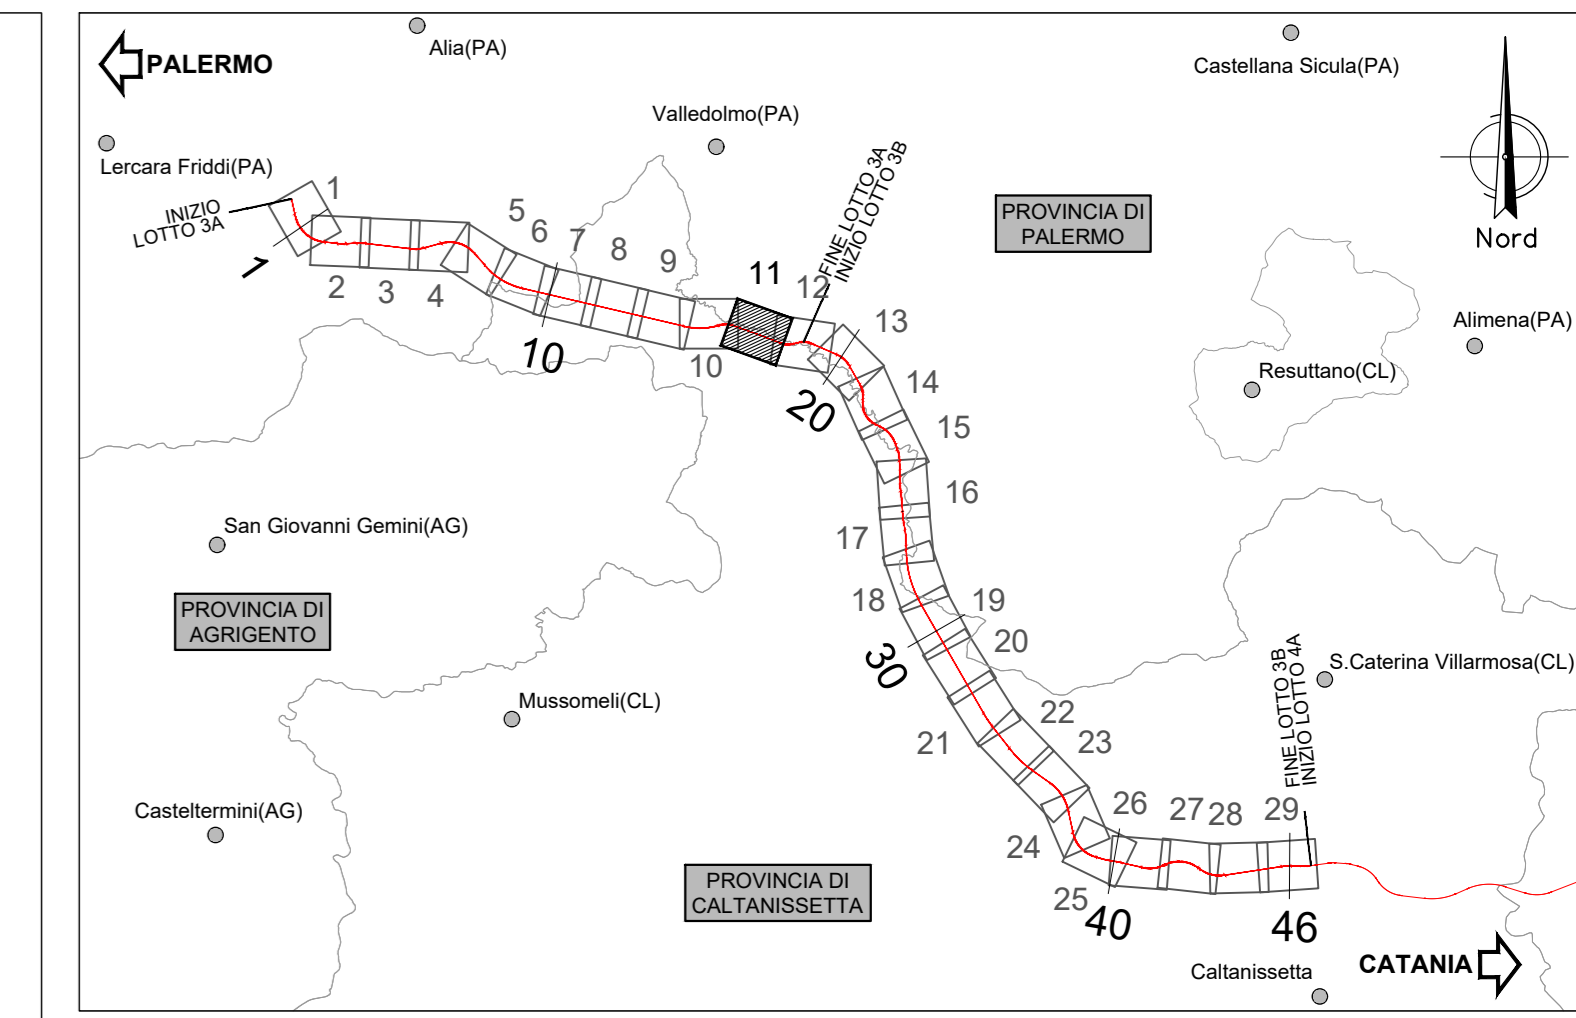 PALERMO
Alia(PA)
Castellana Sicula(PA)
Valledolmo(PA)
Lercara Friddi(PA)
INIZIO
LOTTO 3A
FINE LOTTO 3A
INIZIO LOTTO 3B
PROVINCIA DI
PALERMO
Nord
1
1
2
3
4
5
6
7
8
9
10
10
11
12
13
14
15
20
Alimena(PA)
Resuttano(CL)
16
17
18
19
20
30
San Giovanni Gemini(AG)
PROVINCIA DI
AGRIGENTO
Mussomeli(CL)
S.Caterina Villarmosa(CL)
FINE LOTTO 3B
INIZIO LOTTO 4A
21
22
23
24
25
26
27
28
29
40
46
Casteltermini(AG)
PROVINCIA DI
CALTANISSETTA
Caltanissetta
CATANIA